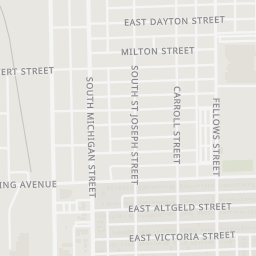 EAST DAYTON STREET
MILTON STREET
ERT STREET
SOUTH MICHIGAN STREET
SOUTH ST JOSEPH STREET
CARROLL STREET
FELLOWS STREET
ING AVENUE
EAST ALTGELD STREET
EAST VICTORIA STREET